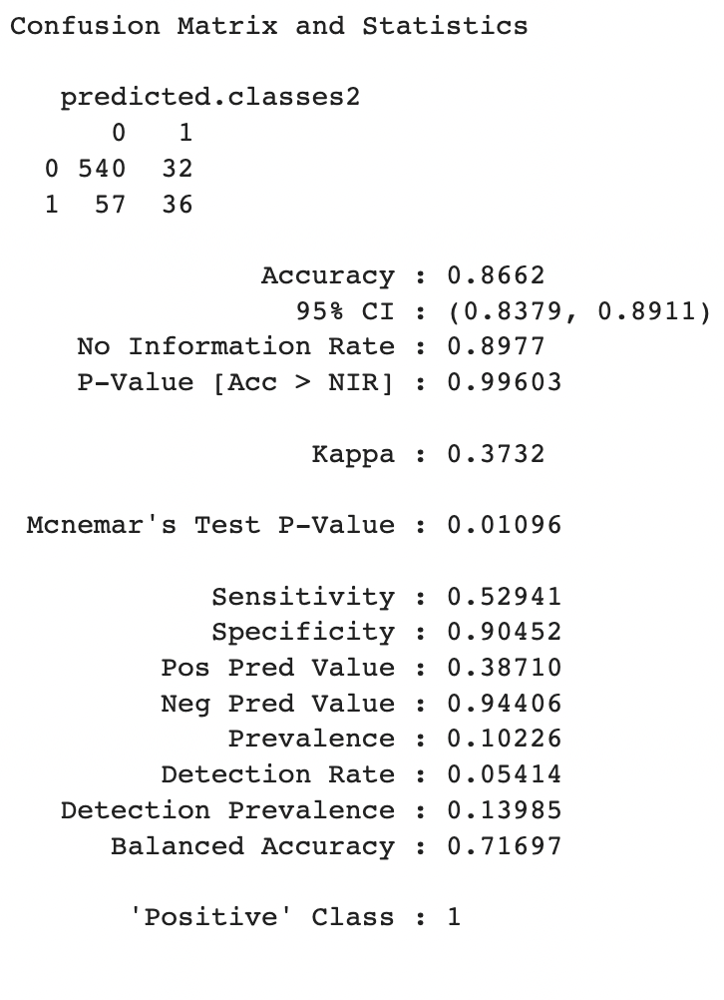 Confusion Matrix and Statistics
predicted.classes2
0 1
0 540 32
1 57 36
Accuracy : 0.8662
95% CI : (0.8379, 0.8911)
No Information Rate : 0.8977
P-Value [Acc > NIR] : 0.99603
Kappa : 0.3732
Mcnemar's Test P-Value : 0.01096
Sensitivity : 0.52941
Specificity : 0.90452
Pos Pred Value : 0.38710
Neg Pred Value : 0.94406
Prevalence : 0.10226
Detection Rate : 0.05414
Detection Prevalence : 0.13985
Balanced Accuracy : 0.71697
'Positive' Class : 1